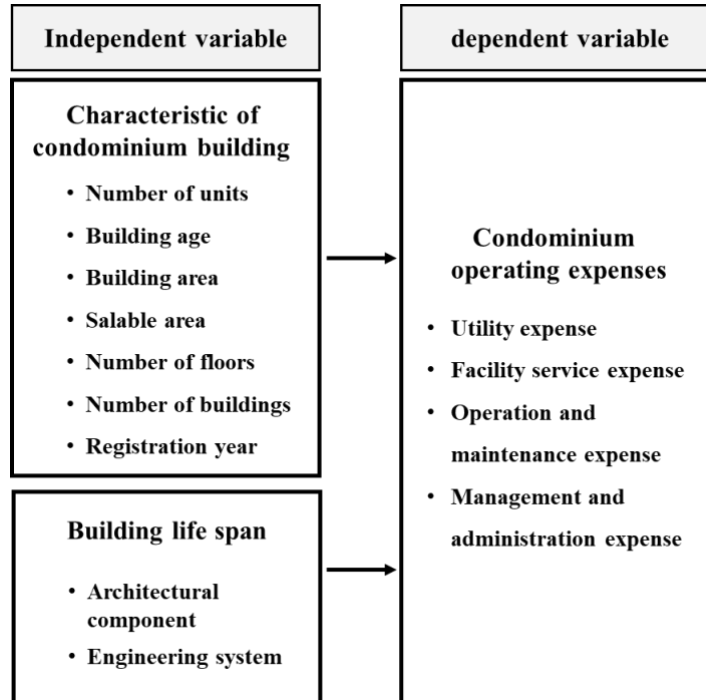 Independent variable
Characteristic of
condominium building
• Number of units
• Building age
• Building area
• Salable area
• Number of floors
• Number of buildings
• Registration year
Building life span
• Architectural
component
• Engineering system
dependent variable
Condominium
operating expenses
• Utility expense
• Facility service expense
• Operation and
maintenance expense
• Management and
administration expense